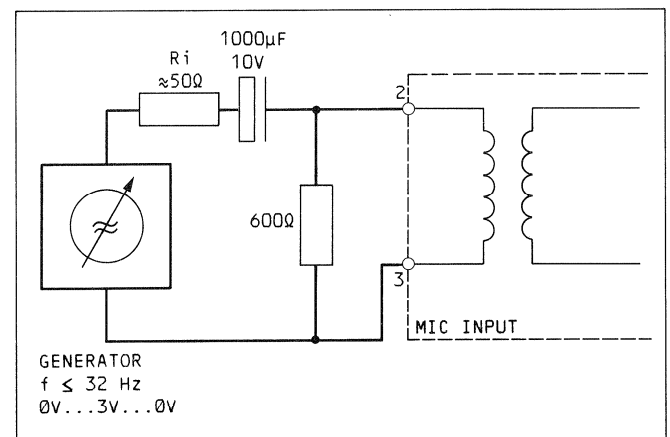 1000µF
10V
Ri
≈50Ω
2
600Ω
3
MIC INPUT
GENERATOR
f ≤ 32 Hz
0V...3V...0V